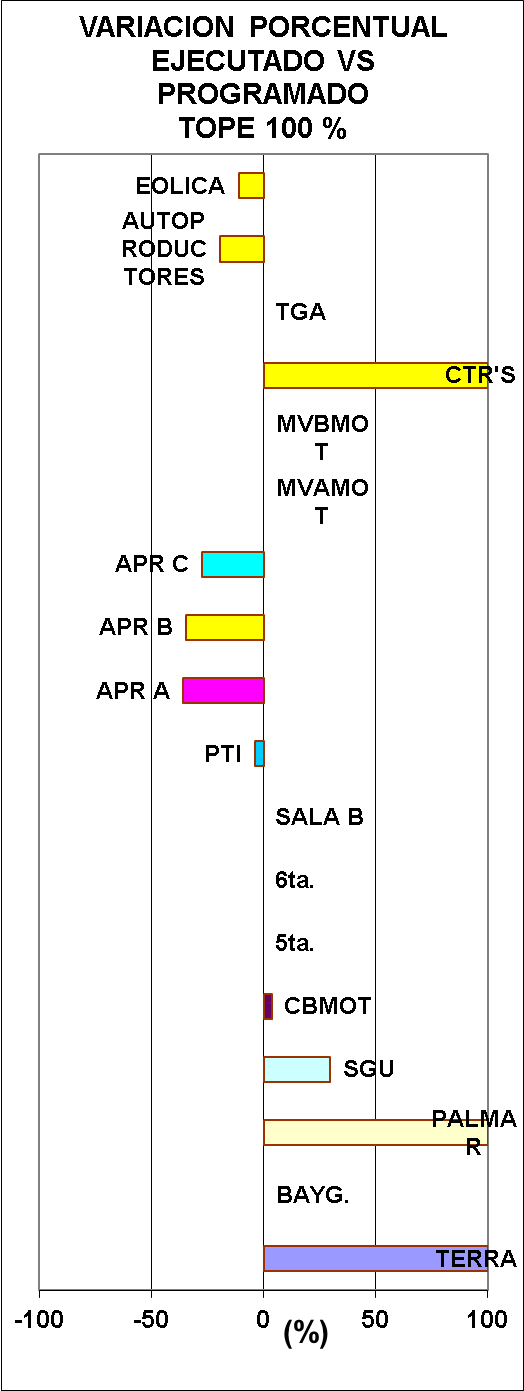 VARIACION PORCENTUAL
EJECUTADO VS
PROGRAMADO
TOPE 100 %
EOLICA
AUTOP
RODUC
TORES
TGA
CTR'S
MVBMO
T
MVAMO
T
APR C
APR B
APR A
PTI
SALA B
6ta.
5ta.
CBMOT
SGU
PALMA
R
BAYG.
TERRA
-100 -50 0 50 100
(%)